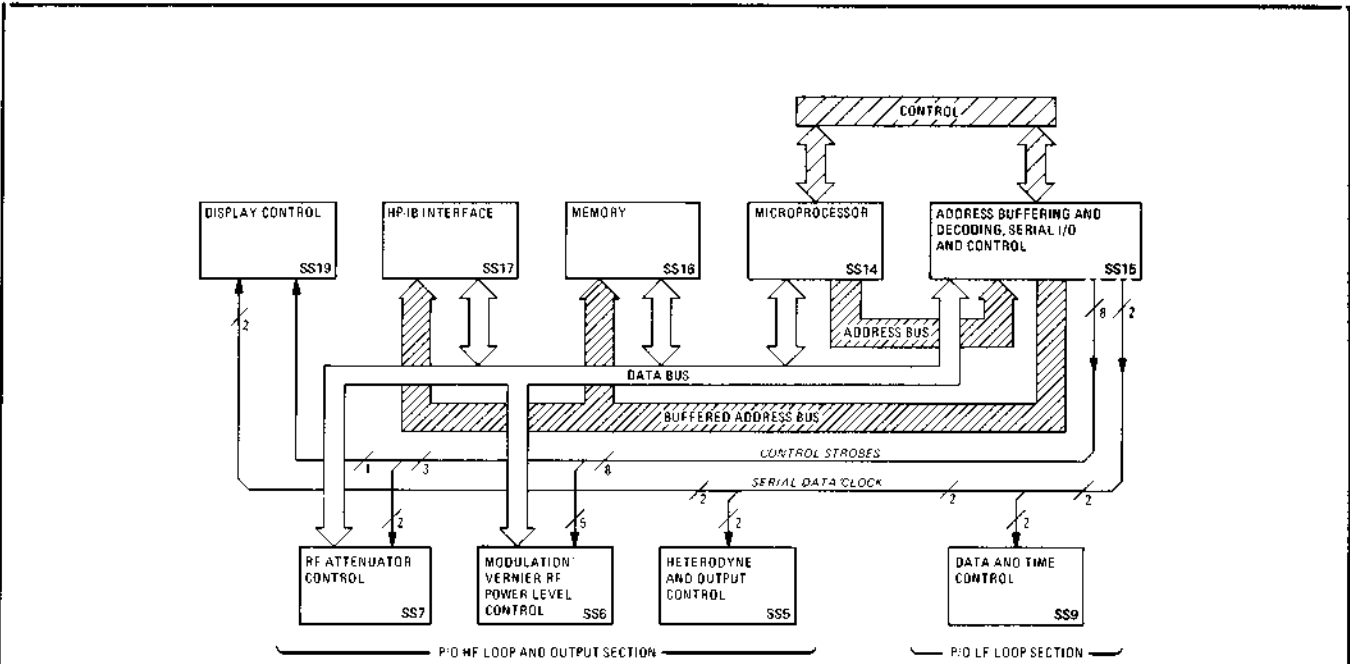 CONTROL
DISPLAY CONTROL
SS19
HP-IB INTERFACE
SS17
MEMORY
SS16
MICROPROCESSOR
SS14
ADDRESS BUFFERING AND
DECODING, SERIAL I/O
AND CONTROL
SS15
2
8
2
ADDRESS BUS
DATA BUS
BUFFERED ADDRESS BUS
CONTROL STROBES
1
3
8
SERIAL DATA/CLOCK
2
2
2
2
5
2
2
RF ATTENUATOR
CONTROL
SS7
MODULATION/
VERNIER RF
POWER LEVEL
CONTROL
SS6
HETERODYNE
AND OUTPUT
CONTROL
SS5
DATA AND TIME
CONTROL
SS9
P/O HF LOOP AND OUTPUT SECTION
P/O LF LOOP SECTION